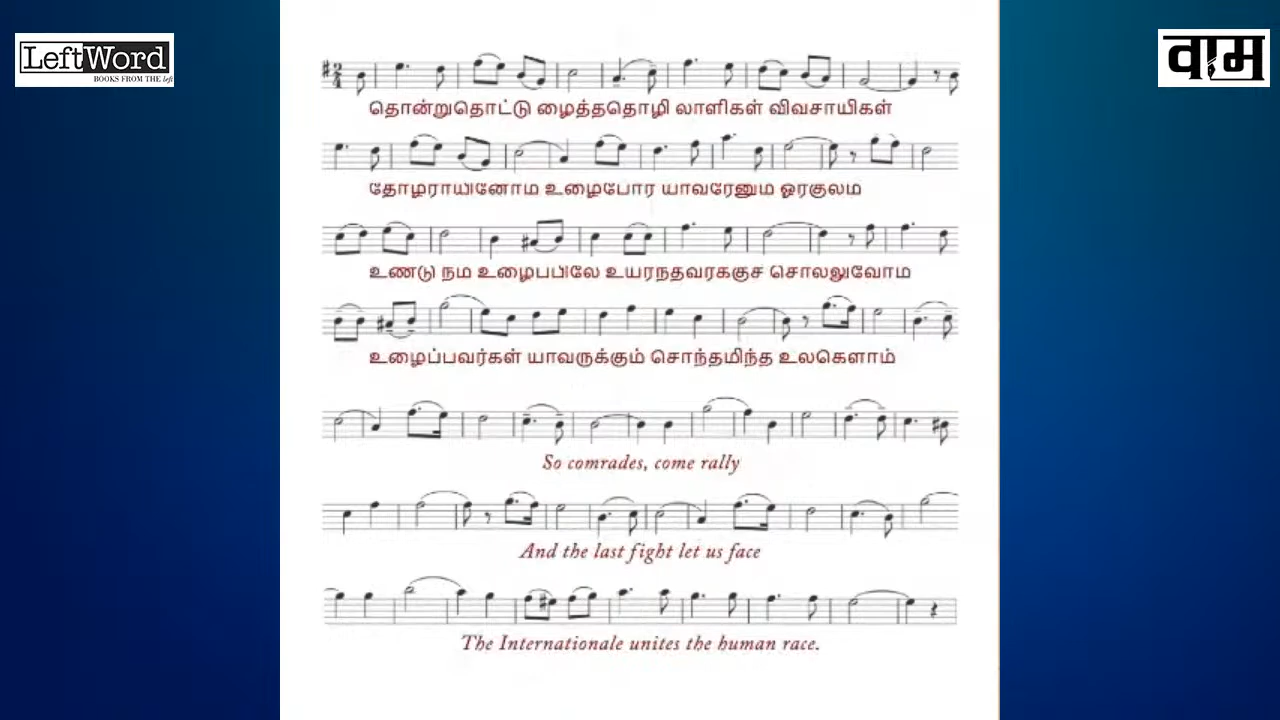 LeftWord
BOOKS FROM THE left
वाम
தொன்றுதொட்டு ழைத்ததொழி லாளிகள் விவசாயிகள்
தோழராயினோம உழைபோர யாவரேனும ஓரகுலம
உணடு நம உழைபபிலே உயரநதவரககுச சொலலுவோம
உழைப்பவர்கள் யாவருக்கும் சொந்தமிந்த உலகெளாம்
So comrades, come rally
And the last fight let us face
The Internationale unites the human race.